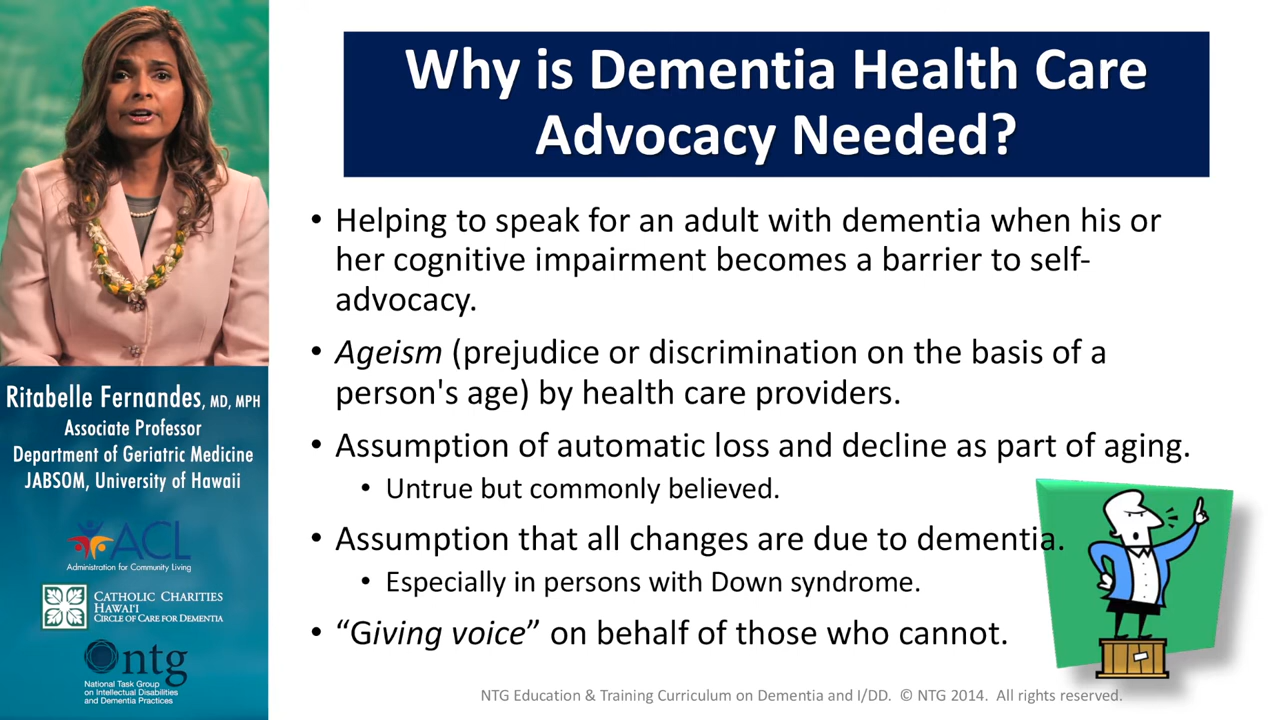 Why is Dementia Health Care
Advocacy Needed?
• Helping to speak for an adult with dementia when his or
her cognitive impairment becomes a barrier to self-
advocacy.
• Ageism (prejudice or discrimination on the basis of a
person's age) by health care providers.
• Assumption of automatic loss and decline as part of aging.
• Untrue but commonly believed.
• Assumption that all changes are due to dementia.
• Especially in persons with Down syndrome.
• “Giving voice” on behalf of those who cannot.
NTG Education & Training Curriculum on Dementia and I/DD. © NTG 2014. All rights reserved.
Ritabelle Fernandes, MD, MPH
Associate Professor
Department of Geriatric Medicine
JABSOM, University of Hawaii
ACL
Administration for Community Living
CATHOLIC CHARITIES
HAWAI‘I
CIRCLE OF CARE FOR DEMENTIA
ntg
National Task Group
on Intellectual Disabilities
and Dementia Practices